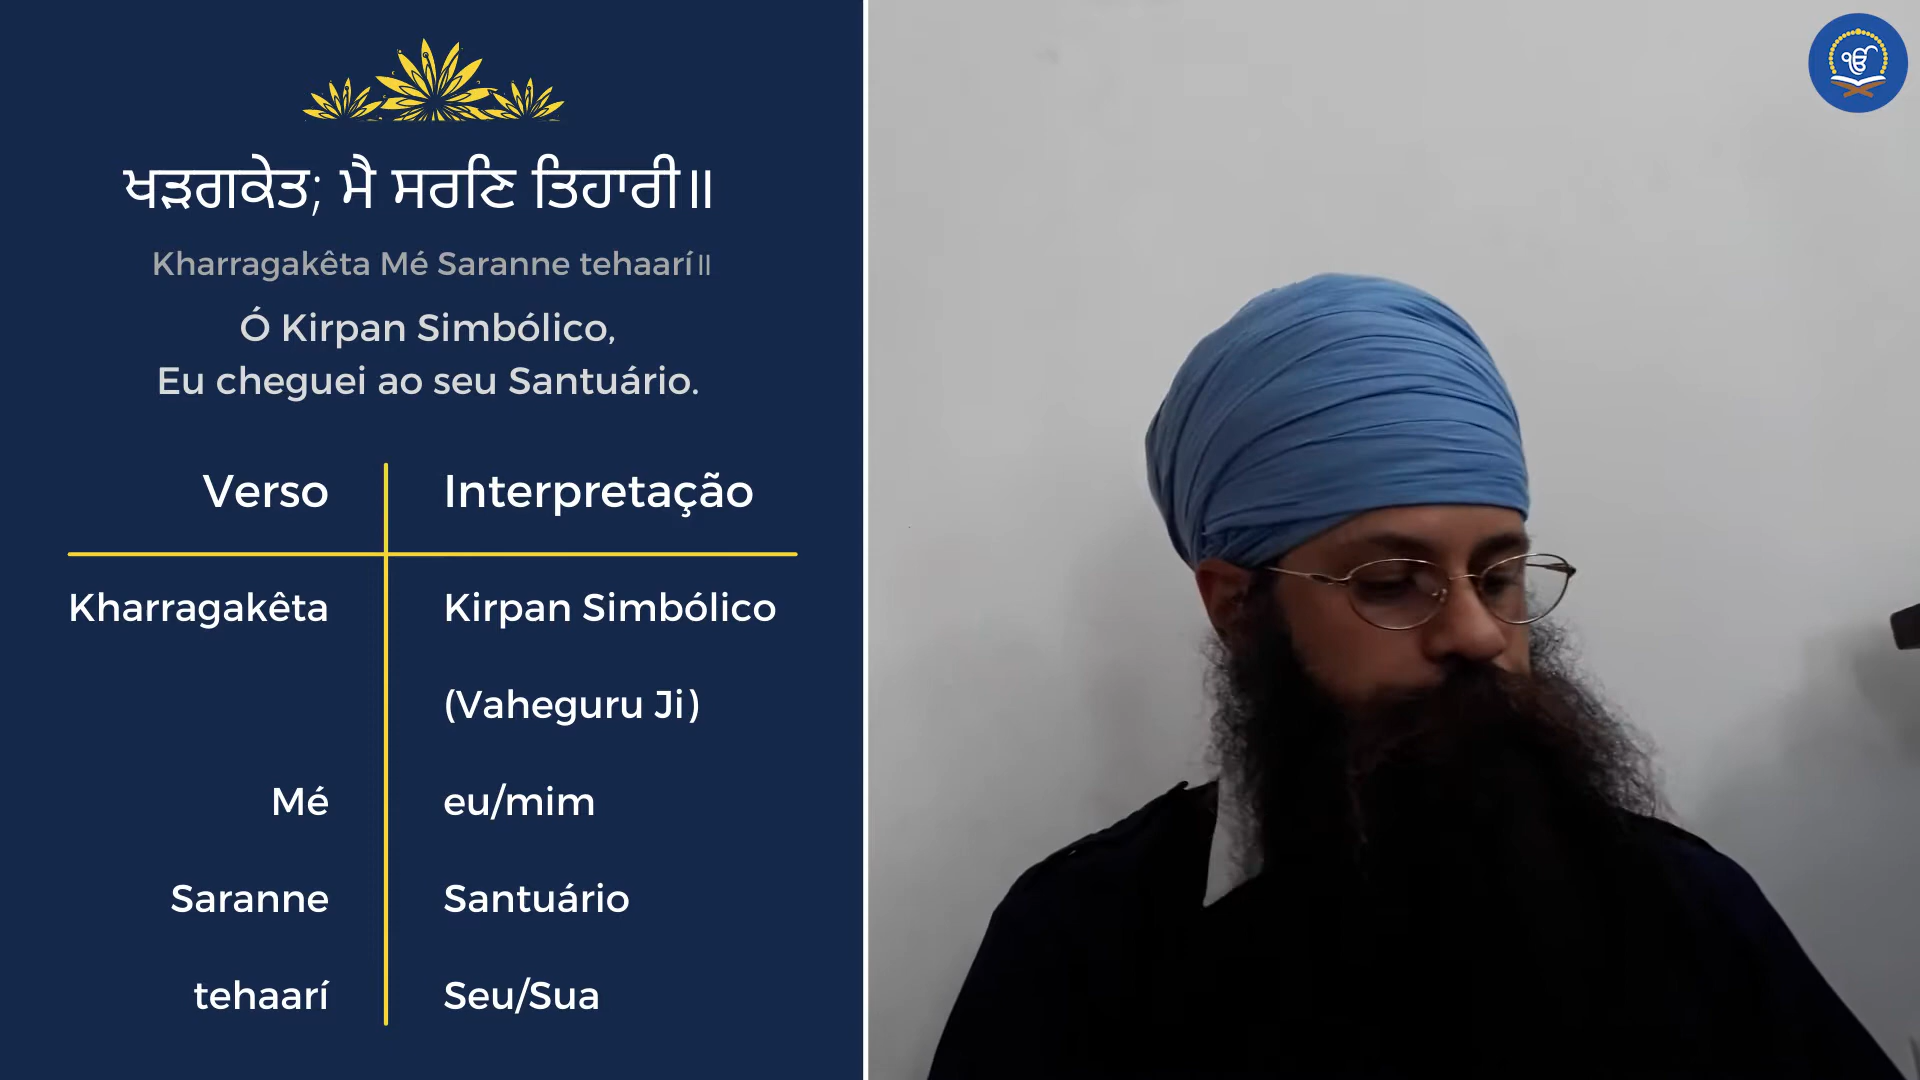 ਖੜਗਕੇਤ; ਮੈ ਸਰਣਿ ਤਿਹਾਰੀ॥
Kharragakêta Mé Saranne tehaarí॥
Ó Kirpan Simbólico,
Eu cheguei ao seu Santuário.
Verso Interpretação
Kharragakêta Kirpan Simbólico
(Vaheguru Ji)
Mé eu/mim
Saranne Santuário
tehaarí Seu/Sua
ੴ